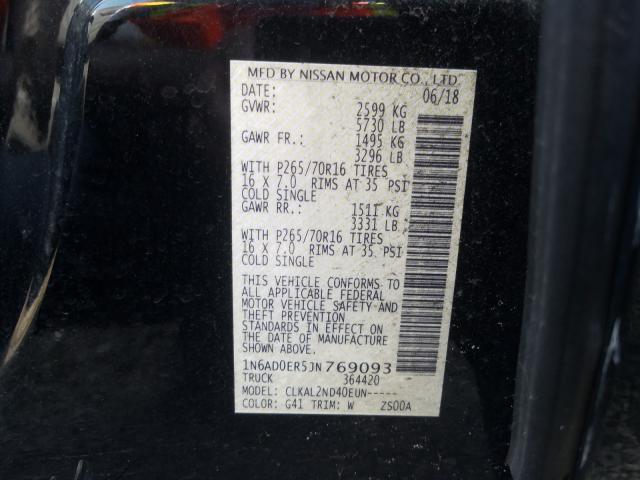 MFD BY NISSAN MOTOR CO., LTD.
DATE: 06/18
GVWR: 2599 KG
5730 LB
GAWR FR.: 1495 KG
3296 LB
WITH P265/70R16 TIRES
16 X 7.0 RIMS AT 35 PSI
COLD SINGLE
GAWR RR.: 1511 KG
3331 LB
WITH P265/70R16 TIRES
16 X 7.0 RIMS AT 35 PSI
COLD SINGLE
THIS VEHICLE CONFORMS TO
ALL APPLICABLE FEDERAL
MOTOR VEHICLE SAFETY AND
THEFT PREVENTION
STANDARDS IN EFFECT ON
THE DATE OF MANUFACTURE
SHOWN ABOVE.
1N6AD0ER5JN769093
TRUCK 364420
MODEL: CLKAL2ND40EUN-----
COLOR: G41 TRIM: W ZS00A